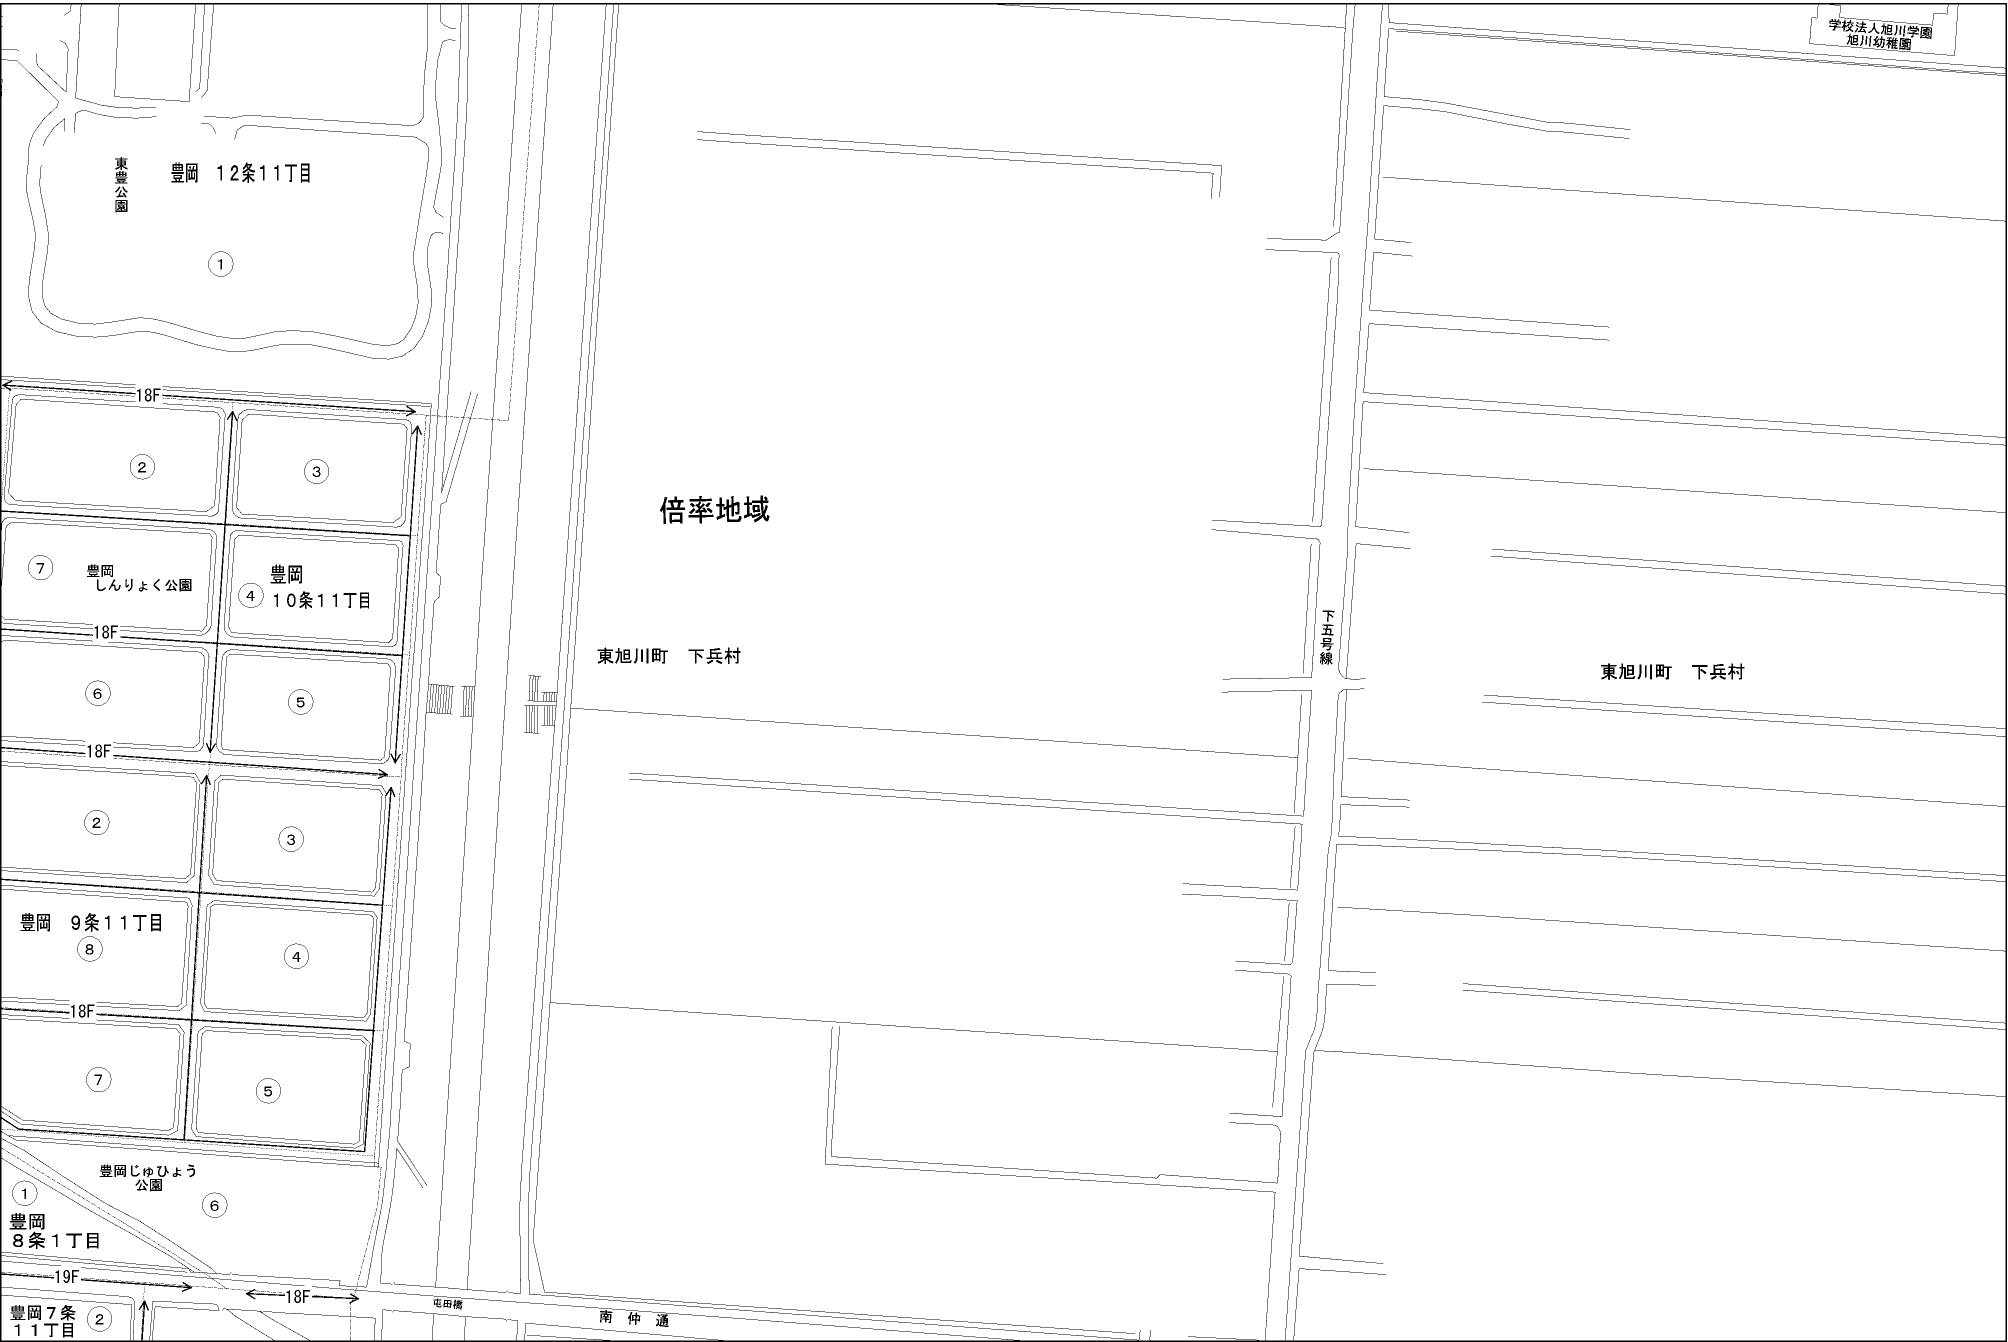 学校法人旭川学園
旭川幼稚園
東豊公園
豊岡　１２条１１丁目
①
18F
②
③
倍率地域
⑦
豊岡
しんりょく公園
豊岡
④
１０条１１丁目
18F
下五号線
東旭川町　下兵村
東旭川町　下兵村
⑥
⑤
18F
②
③
豊岡　９条１１丁目
⑧
④
18F
⑦
⑤
豊岡じゅひょう
公園
①
⑥
豊岡
８条１丁目
19F
18F
屯田橋
豊岡７条
１１丁目
②
南仲通